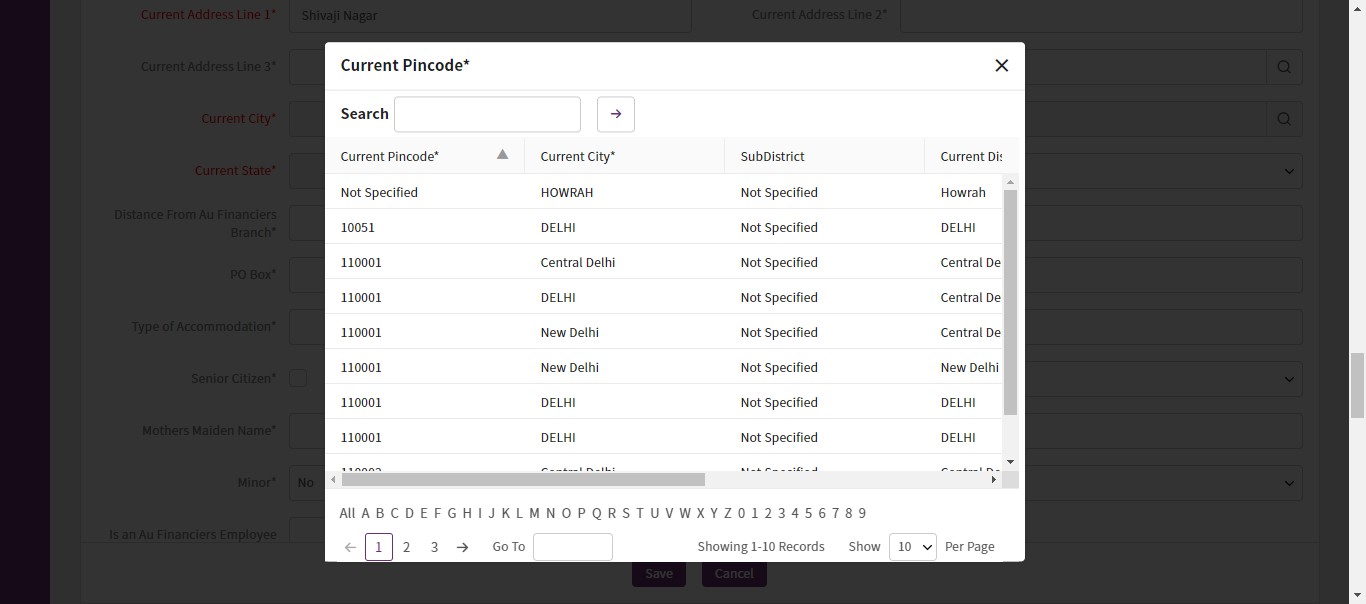 Current Address Line 1* Shivaji Nagar Current Address Line 2*
Current Address Line 3*
Current City*
Current State*
Distance From Au Financiers
Branch*
PO Box*
Type of Accommodation*
Senior Citizen*
Mothers Maiden Name*
Minor* No
Is an Au Financiers Employee
Current Pincode*
Search
Current Pincode* Current City* SubDistrict Current Dis
Not Specified HOWRAH Not Specified Howrah
10051 DELHI Not Specified DELHI
110001 Central Delhi Not Specified Central De
110001 DELHI Not Specified Central De
110001 New Delhi Not Specified Central De
110001 New Delhi Not Specified New Delhi
110001 DELHI Not Specified DELHI
110001 DELHI Not Specified DELHI
Central Delhi Not Specified Central De
All A B C D E F G H I J K L M N O P Q R S T U V W X Y Z 0 1 2 3 4 5 6 7 8 9
1 2 3 Go To Showing 1-10 Records Show 10 Per Page
Save Cancel